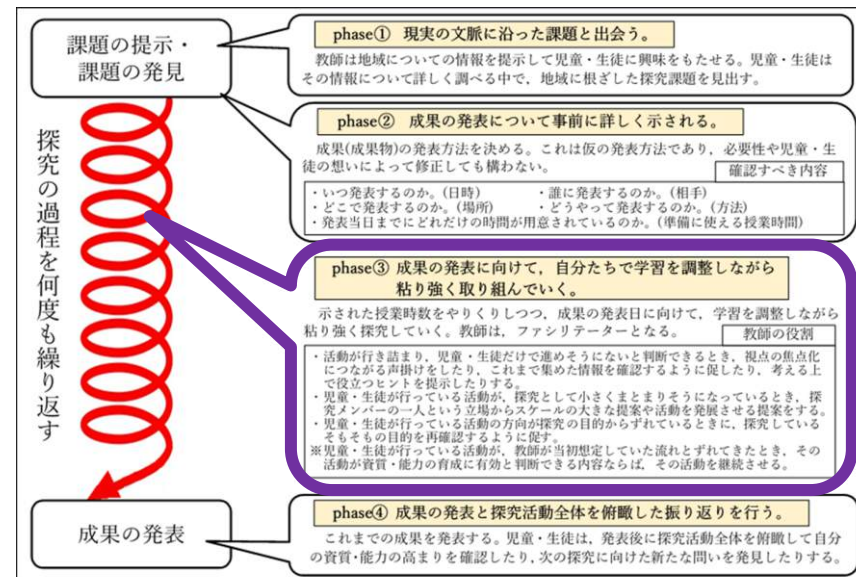 課題の提示・
課題の発見
探究の過程を何度も繰り返す
成果の発表
phase① 現実の文脈に沿った課題と出会う。
教師は地域についての情報を提示して児童・生徒に興味をもたせる。児童・生徒は
その情報について詳しく調べる中で，地域に根ざした探究課題を見出す。
phase② 成果の発表について事前に詳しく示される。
成果(成果物)の発表方法を決める。これは仮の発表方法であり，必要性や児童・生
徒の想いによって修正しても構わない。
確認すべき内容
・いつ発表するのか。(日時)　・誰に発表するのか。(相手)
・どこで発表するのか。(場所)　・どうやって発表するのか。(方法)
・発表当日までにどれだけの時間が用意されているのか。(準備に使える授業時間)
phase③ 成果の発表に向けて，自分たちで学習を調整しながら
粘り強く取り組んでいく。
示された授業時数をやりくりしつつ，成果の発表日に向けて，学習を調整しながら
粘り強く探究していく。教師は，ファシリテーターとなる。
教師の役割
・活動が行き詰まり，児童・生徒だけで進めそうにないと判断できるとき，視点の焦点化
につながる声掛けをしたり，これまで集めた情報を確認するように促したり，考える上
で役立つヒントを提示したりする。
・児童・生徒が行っている活動が，探究として小さくまとまりそうになっているとき，探
究メンバーの一人という立場からスケールの大きな提案や活動を発展させる提案をする。
・児童・生徒が行っている活動の方向が探究の目的からずれているときに，探究している
そもそもの目的を再確認するように促す。
※児童・生徒が行っている活動が，教師が当初想定していた流れとずれてきたとき，その
活動が資質・能力の育成に有効と判断できる内容ならば，その活動を継続させる。
phase④ 成果の発表と探究活動全体を俯瞰した振り返りを行う。
これまでの成果を発表する。児童・生徒は，発表後に探究活動全体を俯瞰して自分
の資質・能力の高まりを確認したり，次の探究に向けた新たな問いを発見したりする。